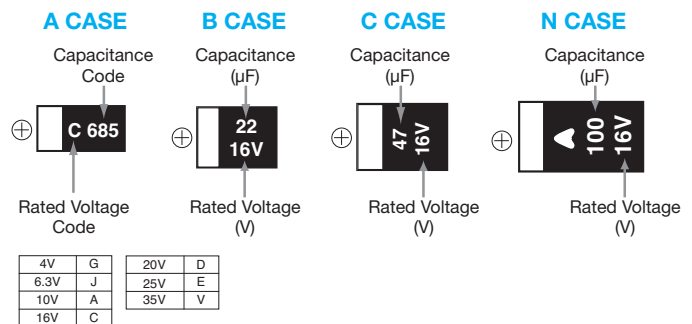 A CASE
B CASE
C CASE
N CASE
Capacitance
Code
Capacitance
(µF)
Capacitance
(µF)
Capacitance
(µF)
C 685
22
16V
47
16V
100
16V
Rated Voltage
Code
Rated Voltage
(V)
Rated Voltage
(V)
Rated Voltage
(V)
4V G
6.3V J
10V A
16V C
20V D
25V E
35V V